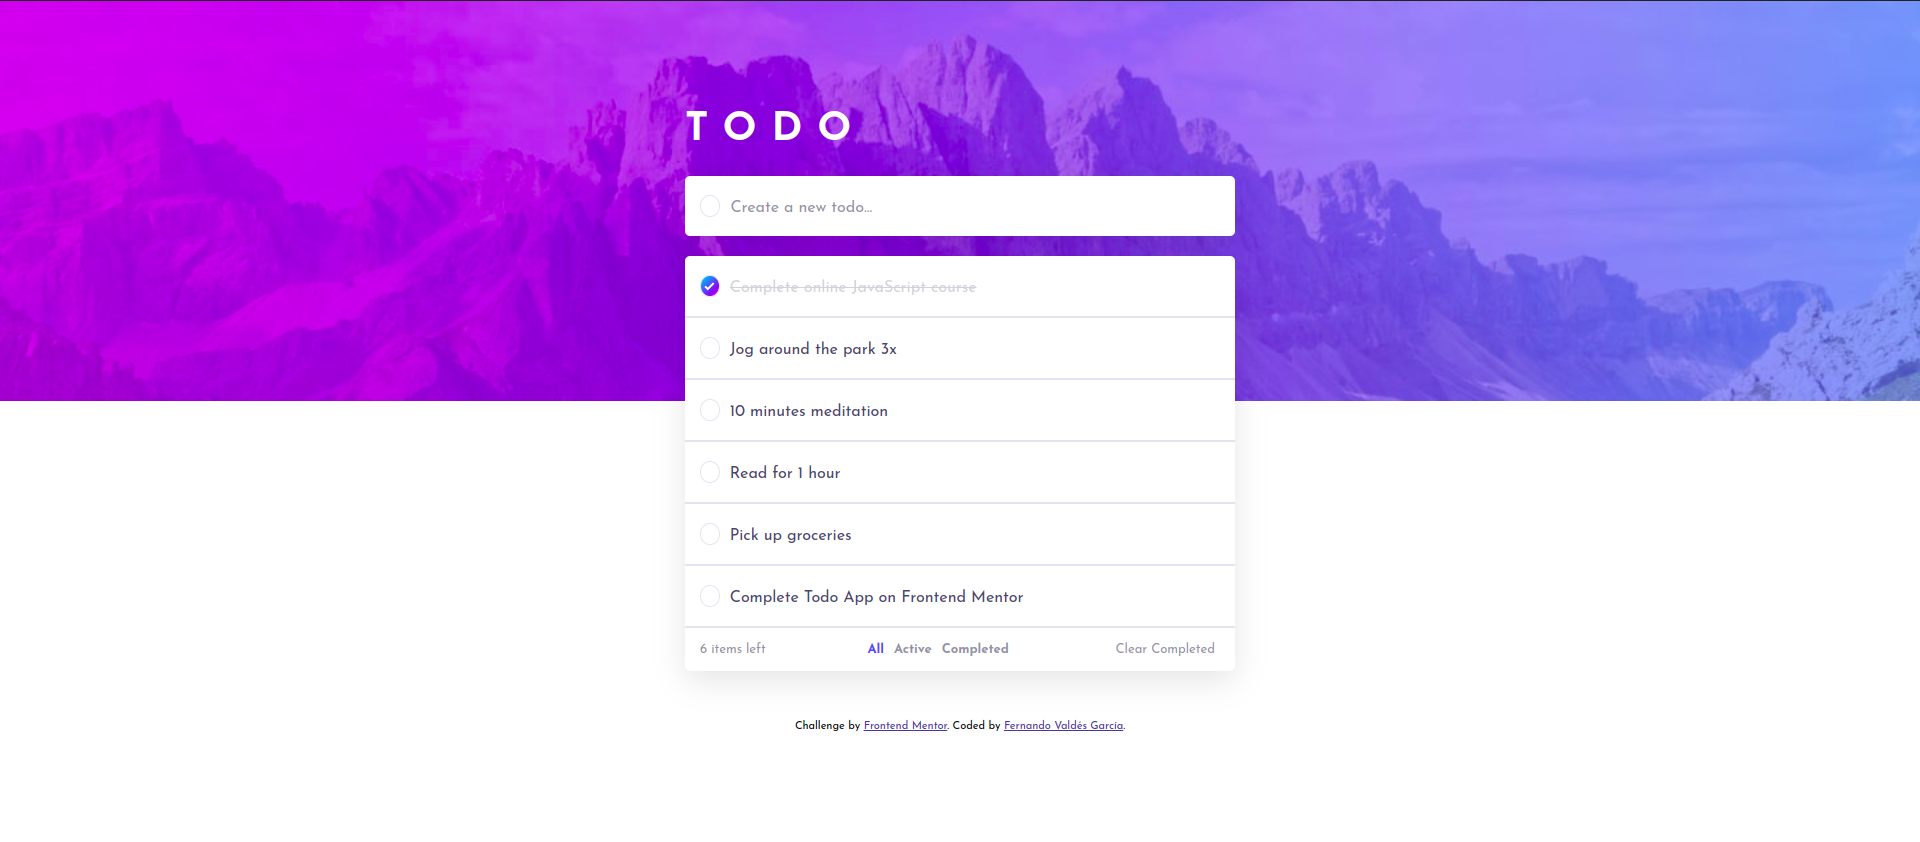 TODO
Create a new todo...
Complete online JavaScript course
Jog around the park 3x
10 minutes meditation
Read for 1 hour
Pick up groceries
Complete Todo App on Frontend Mentor
6 items left All Active Completed Clear Completed
Challenge by Frontend Mentor. Coded by Fernando Valdés García.